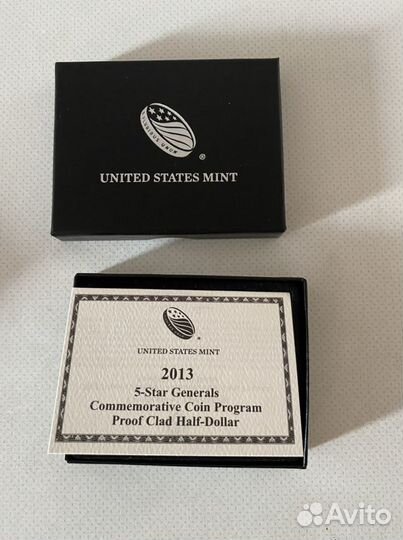 UNITED STATES MINT
UNITED STATES MINT
2013
5-Star Generals
Commemorative Coin Program
Proof Clad Half-Dollar
Avito